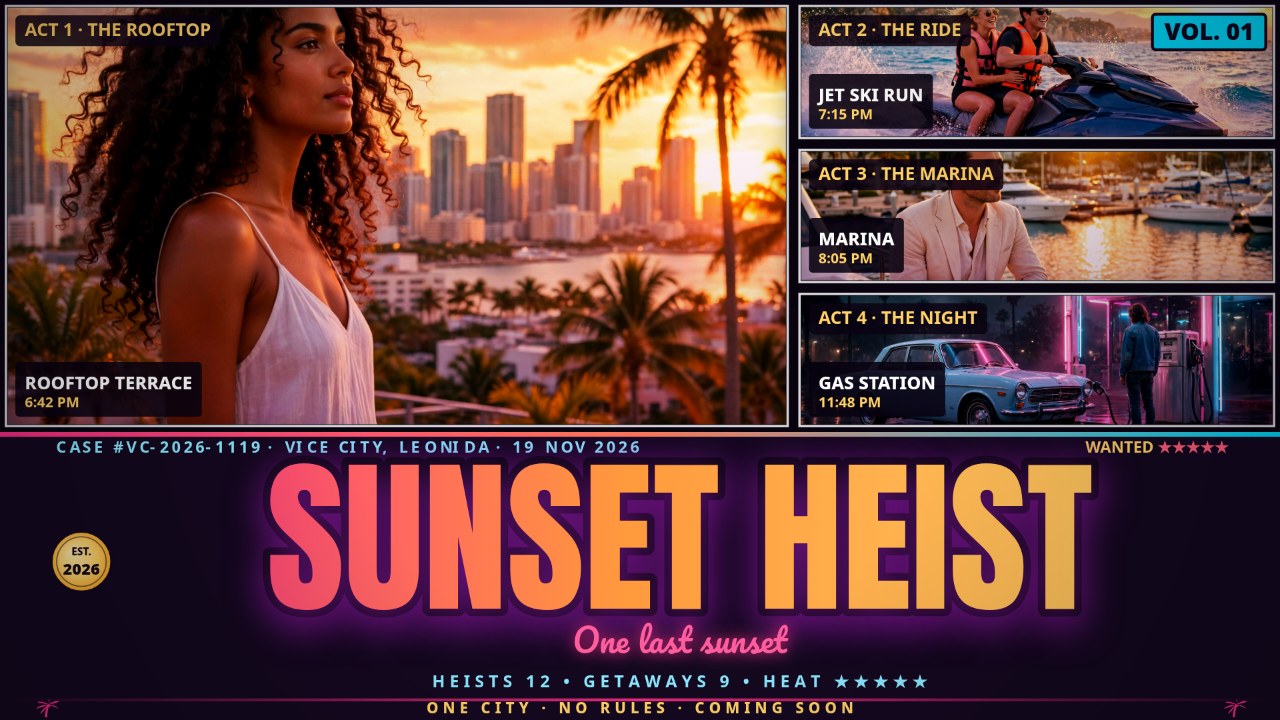 ACT 1 · THE ROOFTOP
ROOFTOP TERRACE
6:42 PM
ACT 2 · THE RIDE
VOL. 01
JET SKI RUN
7:15 PM
ACT 3 · THE MARINA
MARINA
8:05 PM
ACT 4 · THE NIGHT
GAS STATION
11:48 PM
CASE #VC-2026-1119 · VICE CITY, LEONIDA · 19 NOV 2026
WANTED ★★★★★
SUNSET HEIST
EST.
2026
One last sunset
HEISTS 12 • GETAWAYS 9 • HEAT ★★★★★
ONE CITY · NO RULES · COMING SOON